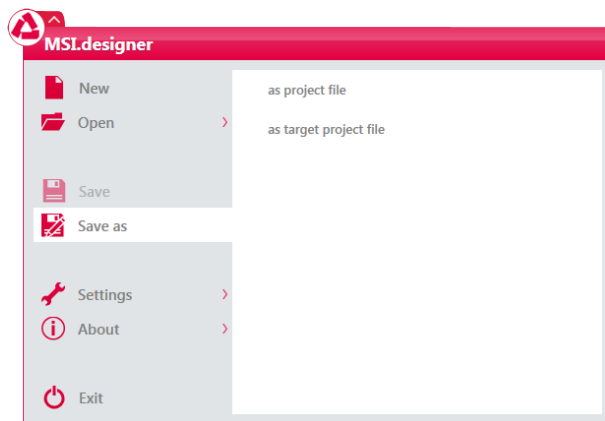 MSI.designer
New
Open
Save
Save as
Settings
About
Exit
as project file
as target project file